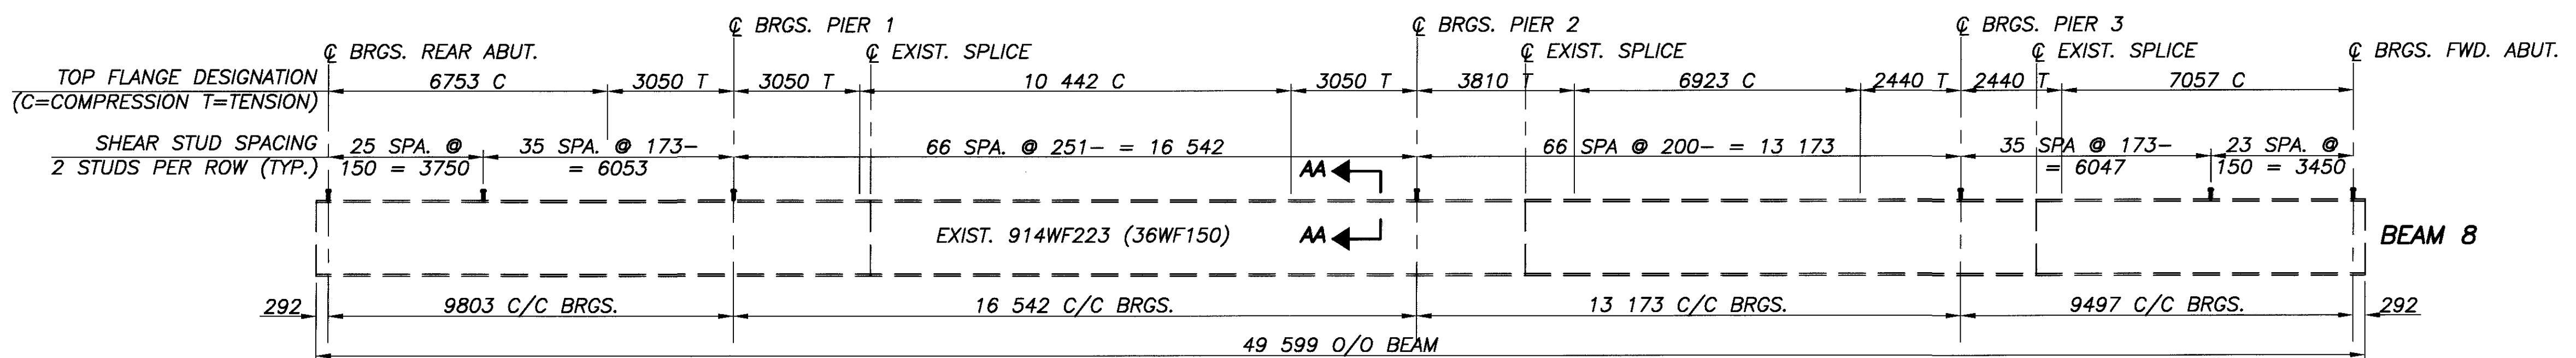 ℄ BRGS. PIER 1
℄ BRGS. PIER 2
℄ BRGS. PIER 3
℄ BRGS. REAR ABUT.
℄ EXIST. SPLICE
℄ EXIST. SPLICE
℄ EXIST. SPLICE
℄ BRGS. FWD. ABUT.
TOP FLANGE DESIGNATION
(C=COMPRESSION T=TENSION)
6753 C
3050 T
3050 T
10 442 C
3050 T
3810 T
6923 C
2440 T
2440 T
7057 C
SHEAR STUD SPACING
2 STUDS PER ROW (TYP.)
25 SPA. @
150 = 3750
35 SPA. @ 173-
= 6053
66 SPA. @ 251- = 16 542
66 SPA @ 200- = 13 173
35 SPA @ 173-
= 6047
23 SPA. @
150 = 3450
AA
AA
EXIST. 914WF223 (36WF150)
BEAM 8
292
9803 C/C BRGS.
16 542 C/C BRGS.
13 173 C/C BRGS.
9497 C/C BRGS.
292
49 599 O/O BEAM